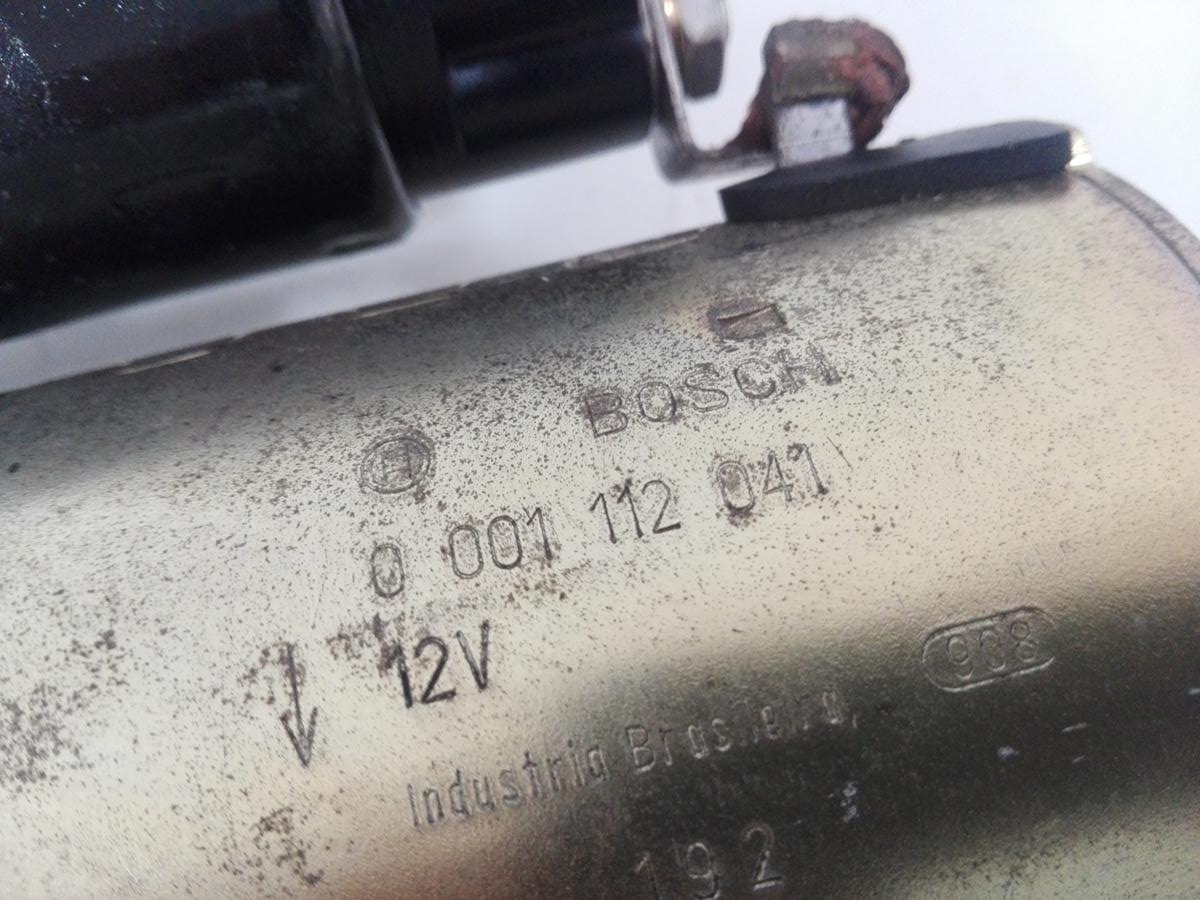 BOSCH
0 001 112 041
12V
908
Industria Brasileira,
192